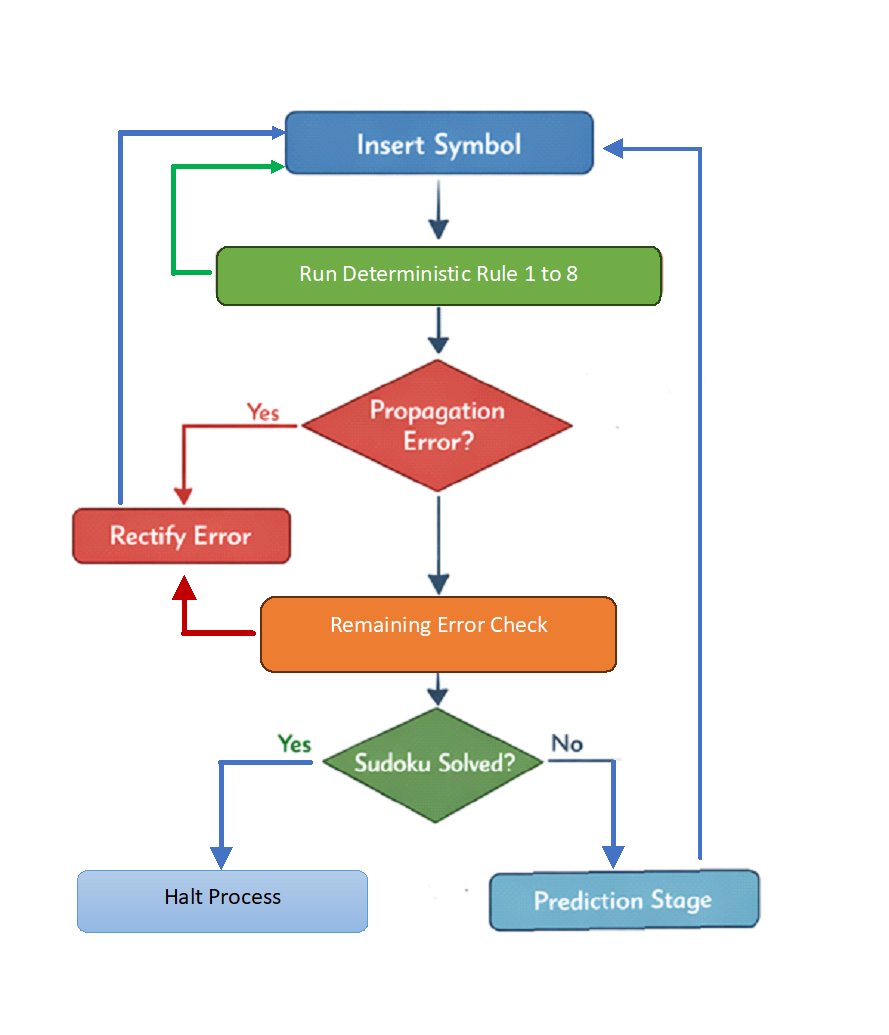 Insert Symbol
Run Deterministic Rule 1 to 8
Propagation
Error?
Yes
Rectify Error
Remaining Error Check
Sudoku Solved?
Yes
No
Halt Process
Prediction Stage